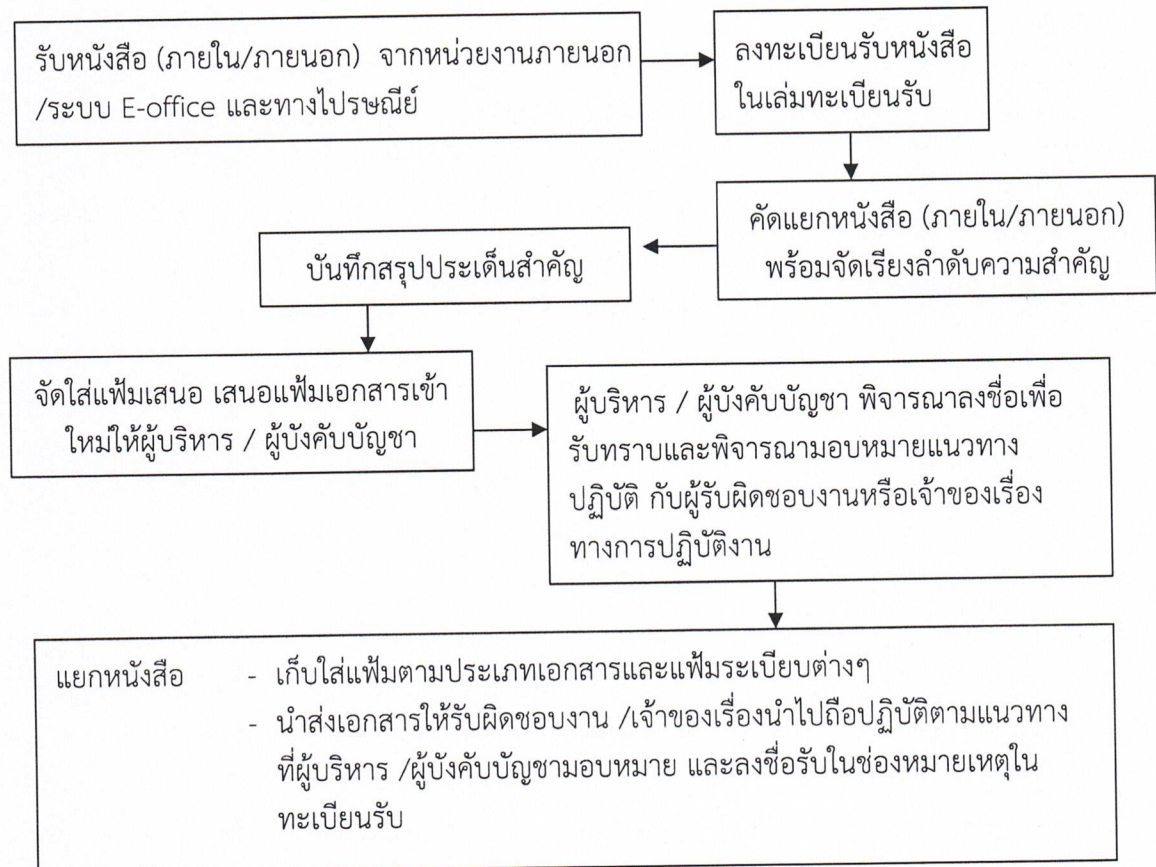 รับหนังสือ (ภายใน/ภายนอก) จากหน่วยงานภายนอก
/ระบบ E-office และทางไปรษณีย์
ลงทะเบียนรับหนังสือ
ในเล่มทะเบียนรับ
คัดแยกหนังสือ (ภายใน/ภายนอก)
พร้อมจัดเรียงลำดับความสำคัญ
บันทึกสรุปประเด็นสำคัญ
จัดใส่แฟ้มเสนอ เสนอแฟ้มเอกสารเข้า
ใหม่ให้ผู้บริหาร / ผู้บังคับบัญชา
ผู้บริหาร / ผู้บังคับบัญชา พิจารณาลงชื่อเพื่อ
รับทราบและพิจารณามอบหมายแนวทาง
ปฏิบัติ กับผู้รับผิดชอบงานหรือเจ้าของเรื่อง
ทางการปฏิบัติงาน
แยกหนังสือ - เก็บใส่แฟ้มตามประเภทเอกสารและแฟ้มระเบียบต่างๆ
- นำส่งเอกสารให้รับผิดชอบงาน /เจ้าของเรื่องนำไปถือปฏิบัติตามแนวทาง
ที่ผู้บริหาร /ผู้บังคับบัญชามอบหมาย และลงชื่อรับในช่องหมายเหตุใน
ทะเบียนรับ